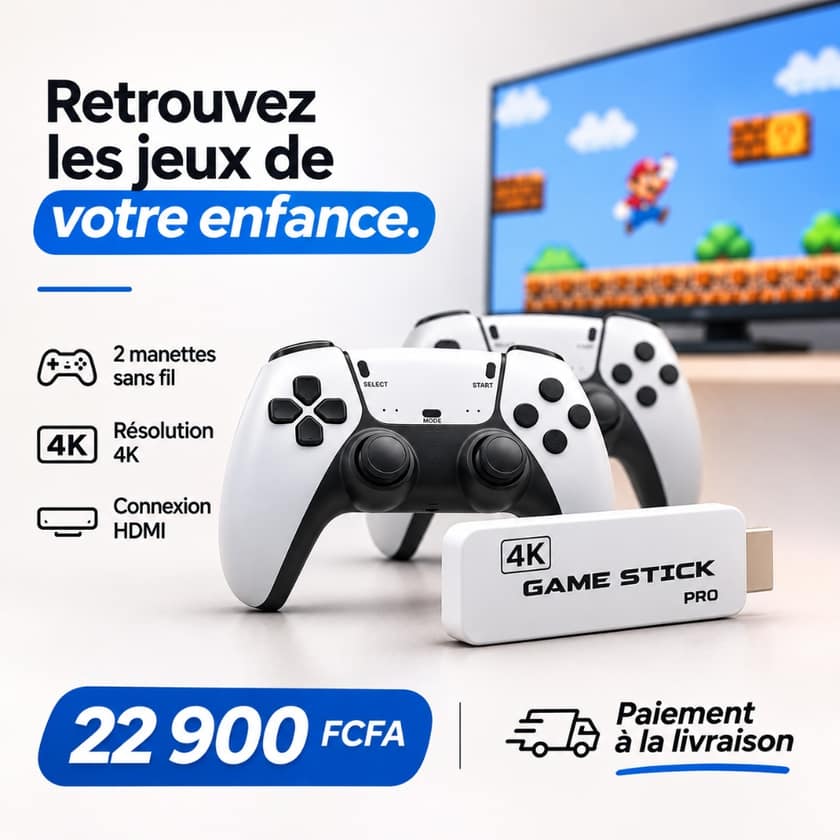 Retrouvez
les jeux de
votre enfance.
2 manettes
sans fil
4K
Résolution
4K
Connexion
HDMI
SELECT
START
MODE
4K
GAME STICK
PRO
22 900 FCFA
Paiement
à la livraison